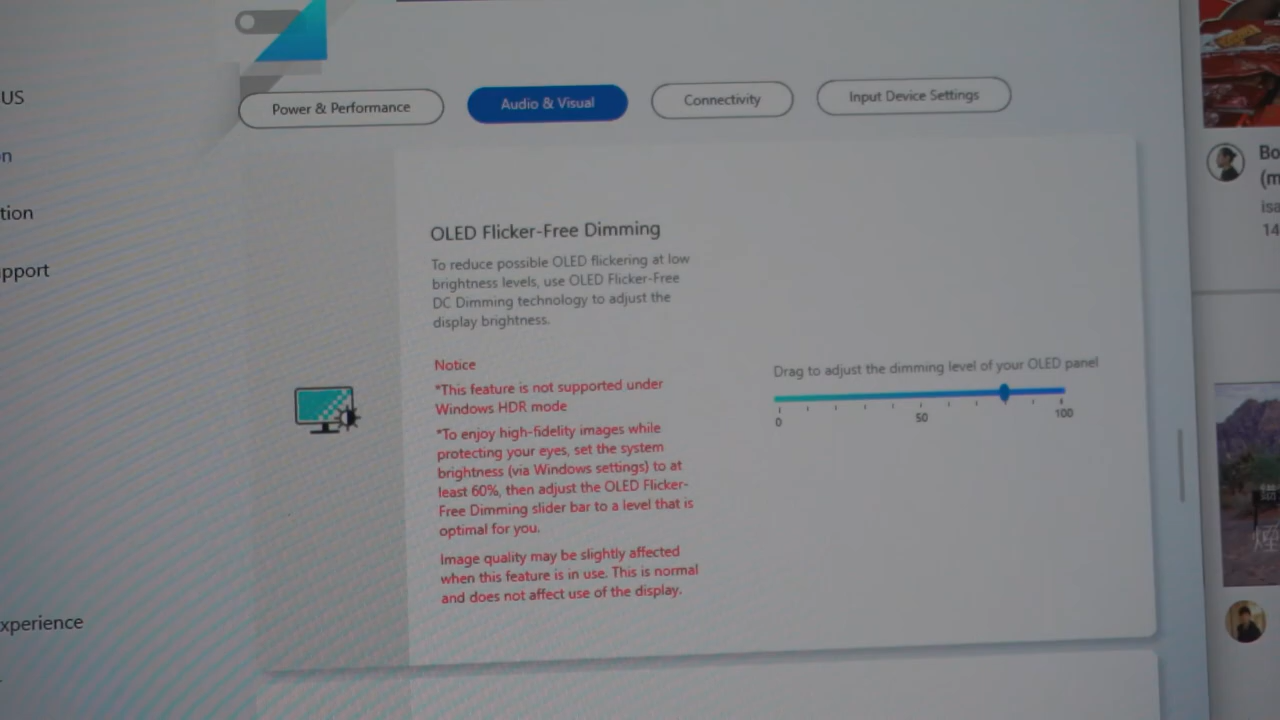 US
Power & Performance
Audio & Visual
Connectivity
Input Device Settings
n
tion
pport
xperience
OLED Flicker-Free Dimming
To reduce possible OLED flickering at low
brightness levels, use OLED Flicker-Free
DC Dimming technology to adjust the
display brightness.
Notice
*This feature is not supported under
Windows HDR mode
*To enjoy high-fidelity images while
protecting your eyes, set the system
brightness (via Windows settings) to at
least 60%, then adjust the OLED Flicker-
Free Dimming slider bar to a level that is
optimal for you.
Image quality may be slightly affected
when this feature is in use. This is normal
and does not affect use of the display.
Drag to adjust the dimming level of your OLED panel
0
50
100
Bo
(m
isa
14